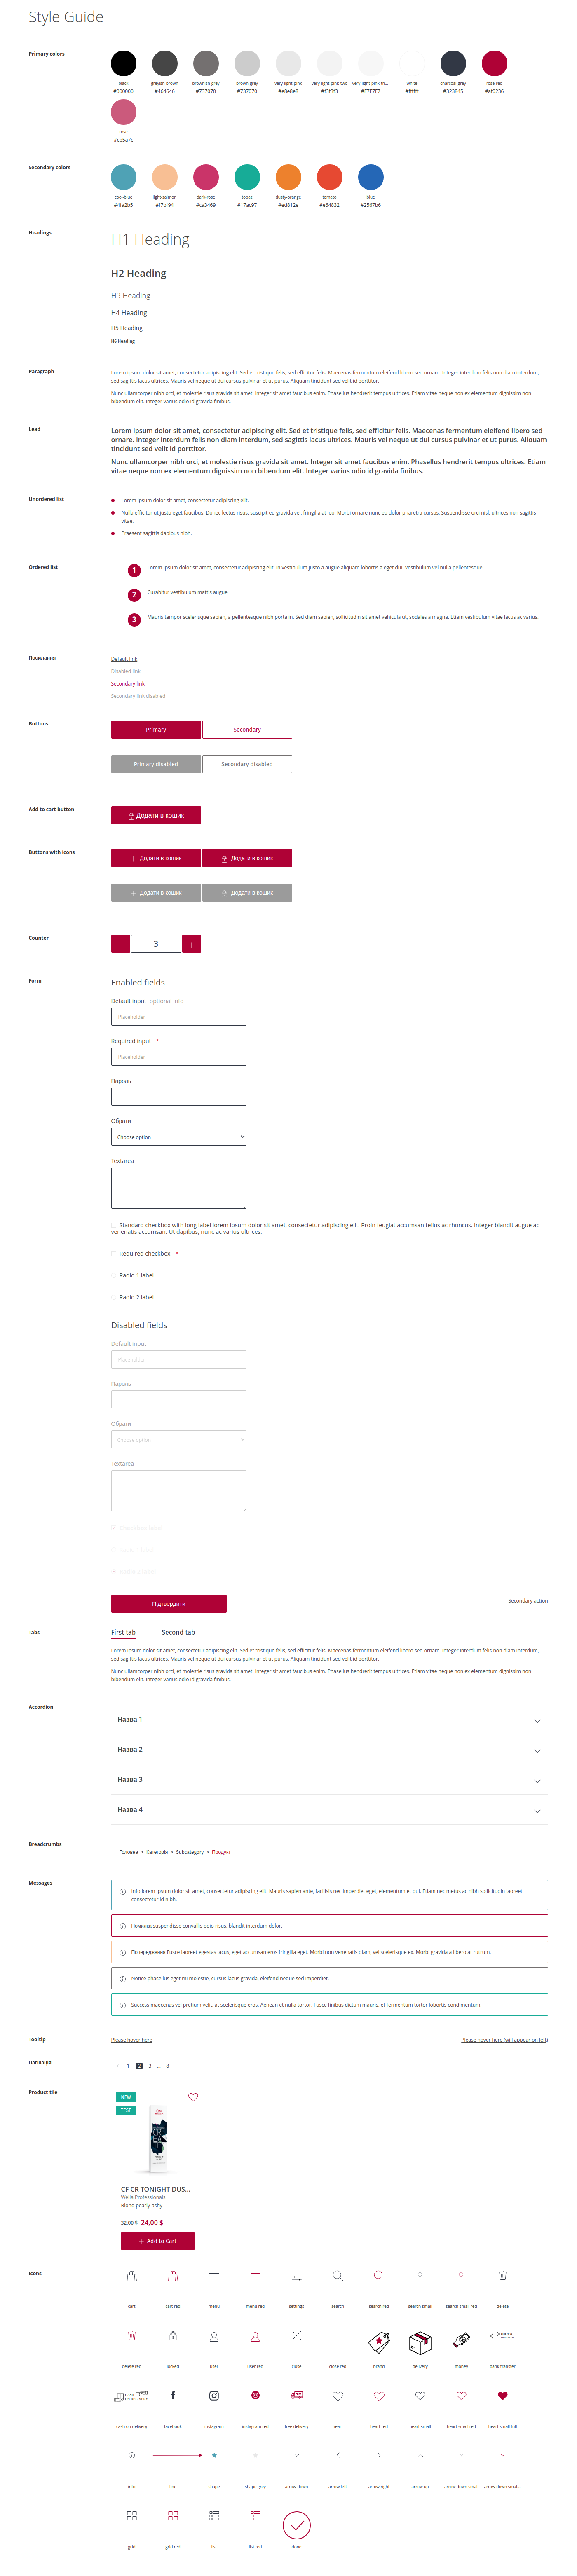 Style Guide
Primary colors
black
greyish-brown
brownish-grey
brown-grey
very-light-pink
very-light-pink-two
very-light-pink-th...
white
charcoal-grey
rose-red
#000000
#464646
#737070
#737070
#e8e8e8
#f3f3f3
#F7F7F7
#ffffff
#323845
#af0236
rose
#cb5a7c
Secondary colors
cool-blue
light-salmon
dark-rose
topaz
dusty-orange
tomato
blue
#4fa2b5
#f7bf94
#ca3469
#17ac97
#ed812e
#e64832
#2567b6
Headings
H1 Heading
H2 Heading
H3 Heading
H4 Heading
H5 Heading
H6 Heading
Paragraph
Lorem ipsum dolor sit amet, consectetur adipiscing elit. Sed et tristique felis, sed efficitur felis. Maecenas fermentum eleifend libero sed ornare. Integer interdum felis non diam interdum,
sed sagittis lacus ultrices. Mauris vel neque ut dui cursus pulvinar et ut purus. Aliquam tincidunt sed velit id porttitor.
Nunc ullamcorper nibh orci, et molestie risus gravida sit amet. Integer sit amet faucibus enim. Phasellus hendrerit tempus ultrices. Etiam vitae neque non ex elementum dignissim non
bibendum elit. Integer varius odio id gravida finibus.
Lead
Lorem ipsum dolor sit amet, consectetur adipiscing elit. Sed et tristique felis, sed efficitur felis. Maecenas fermentum eleifend libero sed
ornare. Integer interdum felis non diam interdum, sed sagittis lacus ultrices. Mauris vel neque ut dui cursus pulvinar et ut purus. Aliquam
tincidunt sed velit id porttitor.
Nunc ullamcorper nibh orci, et molestie risus gravida sit amet. Integer sit amet faucibus enim. Phasellus hendrerit tempus ultrices. Etiam
vitae neque non ex elementum dignissim non bibendum elit. Integer varius odio id gravida finibus.
Unordered list
Lorem ipsum dolor sit amet, consectetur adipiscing elit.
Nulla efficitur ut justo eget faucibus. Donec lectus risus, suscipit eu gravida vel, fringilla at leo. Morbi ornare nunc eu dolor pharetra cursus. Suspendisse orci nisl, ultrices non sagittis
vitae.
Praesent sagittis dapibus nibh.
Ordered list
1 Lorem ipsum dolor sit amet, consectetur adipiscing elit. In vestibulum justo a augue aliquam lobortis a eget dui. Vestibulum vel nulla pellentesque.
2 Curabitur vestibulum mattis augue
3 Mauris tempor scelerisque sapien, a pellentesque nibh porta in. Sed diam sapien, sollicitudin sit amet vehicula ut, sodales a magna. Etiam vestibulum vitae lacus ac varius.
Посилання
Default link
Disabled link
Secondary link
Secondary link disabled
Buttons
Primary
Secondary
Primary disabled
Secondary disabled
Add to cart button
Додати в кошик
Buttons with icons
Додати в кошик
Додати в кошик
Додати в кошик
Додати в кошик
Counter
3
Form
Enabled fields
Default input optional info
Placeholder
Required input *
Placeholder
Пароль
Обрати
Choose option
Textarea
Standard checkbox with long label lorem ipsum dolor sit amet, consectetur adipiscing elit. Proin feugiat accumsan tellus ac rhoncus. Integer blandit augue ac
venenatis accumsan. Ut dapibus, nunc ac varius ultrices.
Required checkbox *
Radio 1 label
Radio 2 label
Disabled fields
Default input
Placeholder
Пароль
Обрати
Choose option
Textarea
Підтвердити
Secondary action
Tabs
First tab
Second tab
Lorem ipsum dolor sit amet, consectetur adipiscing elit. Sed et tristique felis, sed efficitur felis. Maecenas fermentum eleifend libero sed ornare. Integer interdum felis non diam interdum,
sed sagittis lacus ultrices. Mauris vel neque ut dui cursus pulvinar et ut purus. Aliquam tincidunt sed velit id porttitor.
Nunc ullamcorper nibh orci, et molestie risus gravida sit amet. Integer sit amet faucibus enim. Phasellus hendrerit tempus ultrices. Etiam vitae neque non ex elementum dignissim non
bibendum elit. Integer varius odio id gravida finibus.
Accordion
Назва 1
Назва 2
Назва 3
Назва 4
Breadcrumbs
Головна > Категорія > Subcategory > Продукт
Messages
Info lorem ipsum dolor sit amet, consectetur adipiscing elit. Mauris sapien ante, facilisis nec imperdiet eget, elementum et dui. Etiam nec metus ac nibh sollicitudin laoreet
consectetur id nibh.
Помилка suspendisse convallis odio risus, blandit interdum dolor.
Попередження Fusce laoreet egestas lacus, eget accumsan eros fringilla eget. Morbi non venenatis diam, vel scelerisque ex. Morbi gravida a libero at rutrum.
Notice phasellus eget mi molestie, cursus lacus gravida, eleifend neque sed imperdiet.
Success maecenas vel pretium velit, at scelerisque eros. Aenean et nulla tortor. Fusce finibus dictum mauris, et fermentum tortor lobortis condimentum.
Tooltip
Please hover here
Please hover here (will appear on left)
Пагінація
1 2 3 ... 8
Product tile
NEW
TEST
CF CR TONIGHT DUS...
Wella Professionals
Blond pearly-ashy
32,00 $ 24,00 $
Add to Cart
Icons
cart
cart red
menu
menu red
settings
search
search red
search small
search small red
delete
BANK
delete red
locked
user
user red
close
close red
brand
delivery
money
bank transfer
CASH
ON DELIVERY
cash on delivery
facebook
instagram
instagram red
free delivery
heart
heart red
heart small
heart small red
heart small full
info
line
shape
shape grey
arrow down
arrow left
arrow right
arrow up
arrow down small
arrow down smal...
grid
grid red
list
list red
done